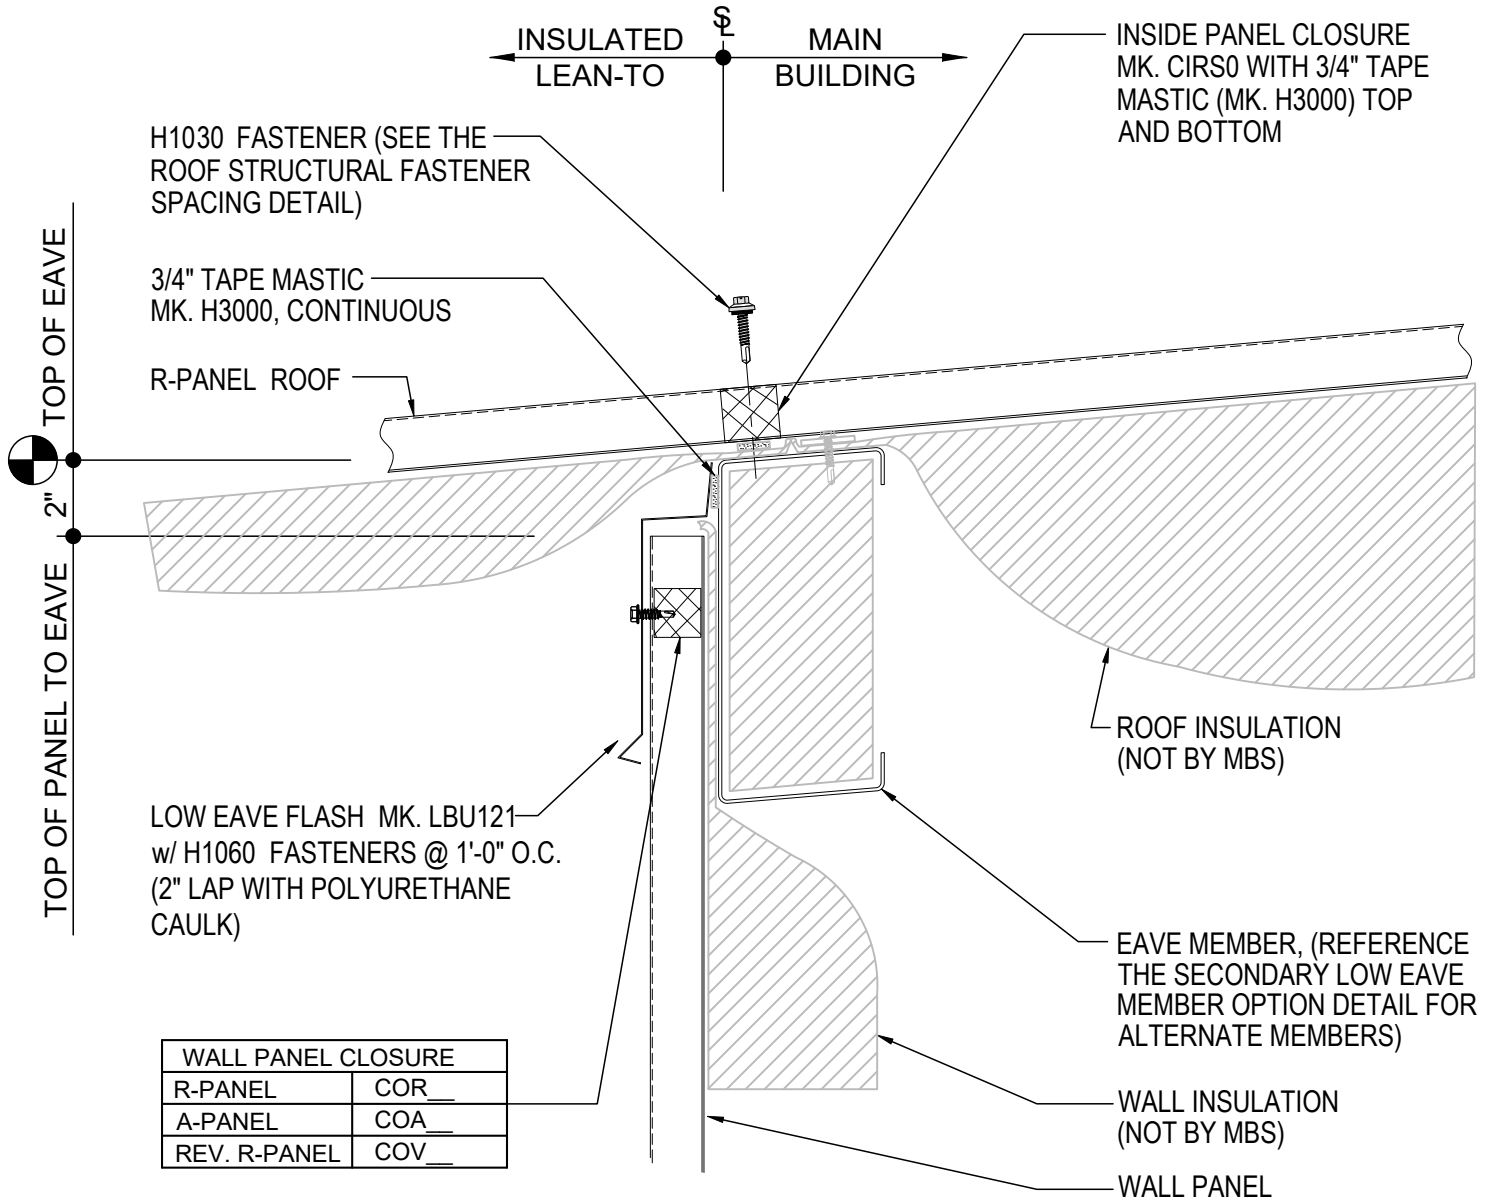 ℄
INSULATED
LEAN-TO
MAIN
BUILDING
INSIDE PANEL CLOSURE
MK. CIRS0 WITH 3/4" TAPE
MASTIC (MK. H3000) TOP
AND BOTTOM
H1030 FASTENER (SEE THE
ROOF STRUCTURAL FASTENER
SPACING DETAIL)
3/4" TAPE MASTIC
MK. H3000, CONTINUOUS
R-PANEL ROOF
TOP OF EAVE
2"
TOP OF PANEL TO EAVE
ROOF INSULATION
(NOT BY MBS)
LOW EAVE FLASH MK. LBU121
w/ H1060 FASTENERS @ 1'-0" O.C.
(2" LAP WITH POLYURETHANE
CAULK)
EAVE MEMBER, (REFERENCE
THE SECONDARY LOW EAVE
MEMBER OPTION DETAIL FOR
ALTERNATE MEMBERS)
WALL PANEL CLOSURE
R-PANEL COR__
A-PANEL COA__
REV. R-PANEL COV__
WALL INSULATION
(NOT BY MBS)
WALL PANEL